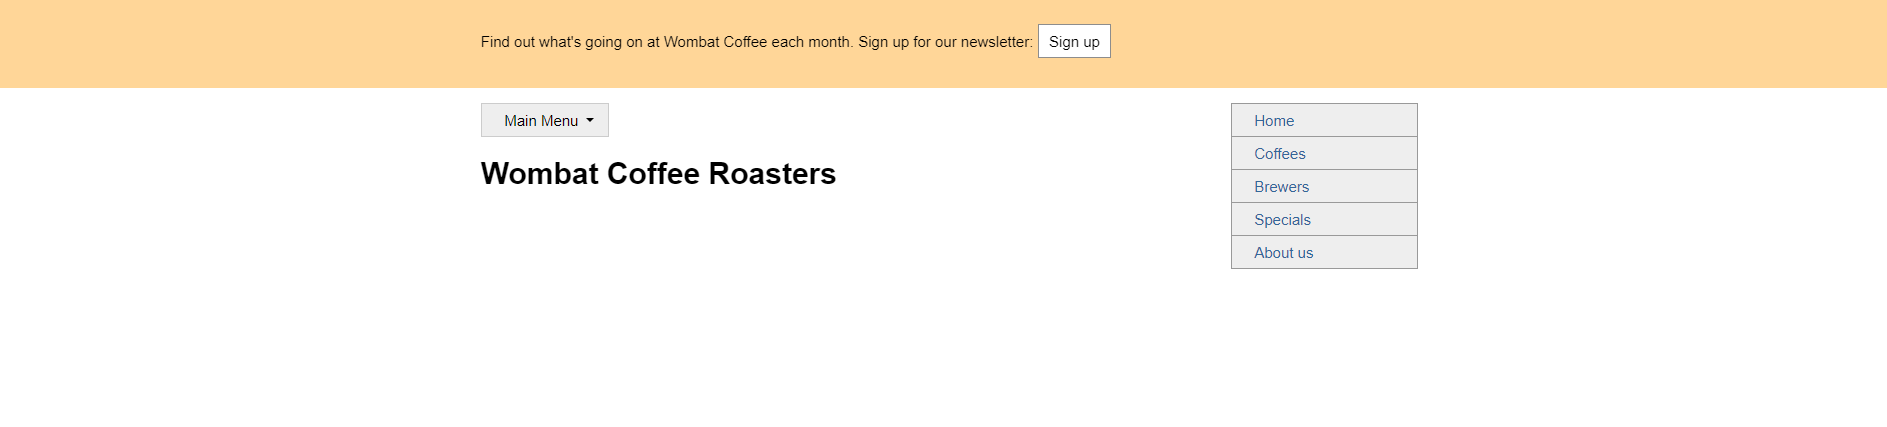 Find out what's going on at Wombat Coffee each month. Sign up for our newsletter: Sign up
Main Menu
Wombat Coffee Roasters
Home
Coffees
Brewers
Specials
About us